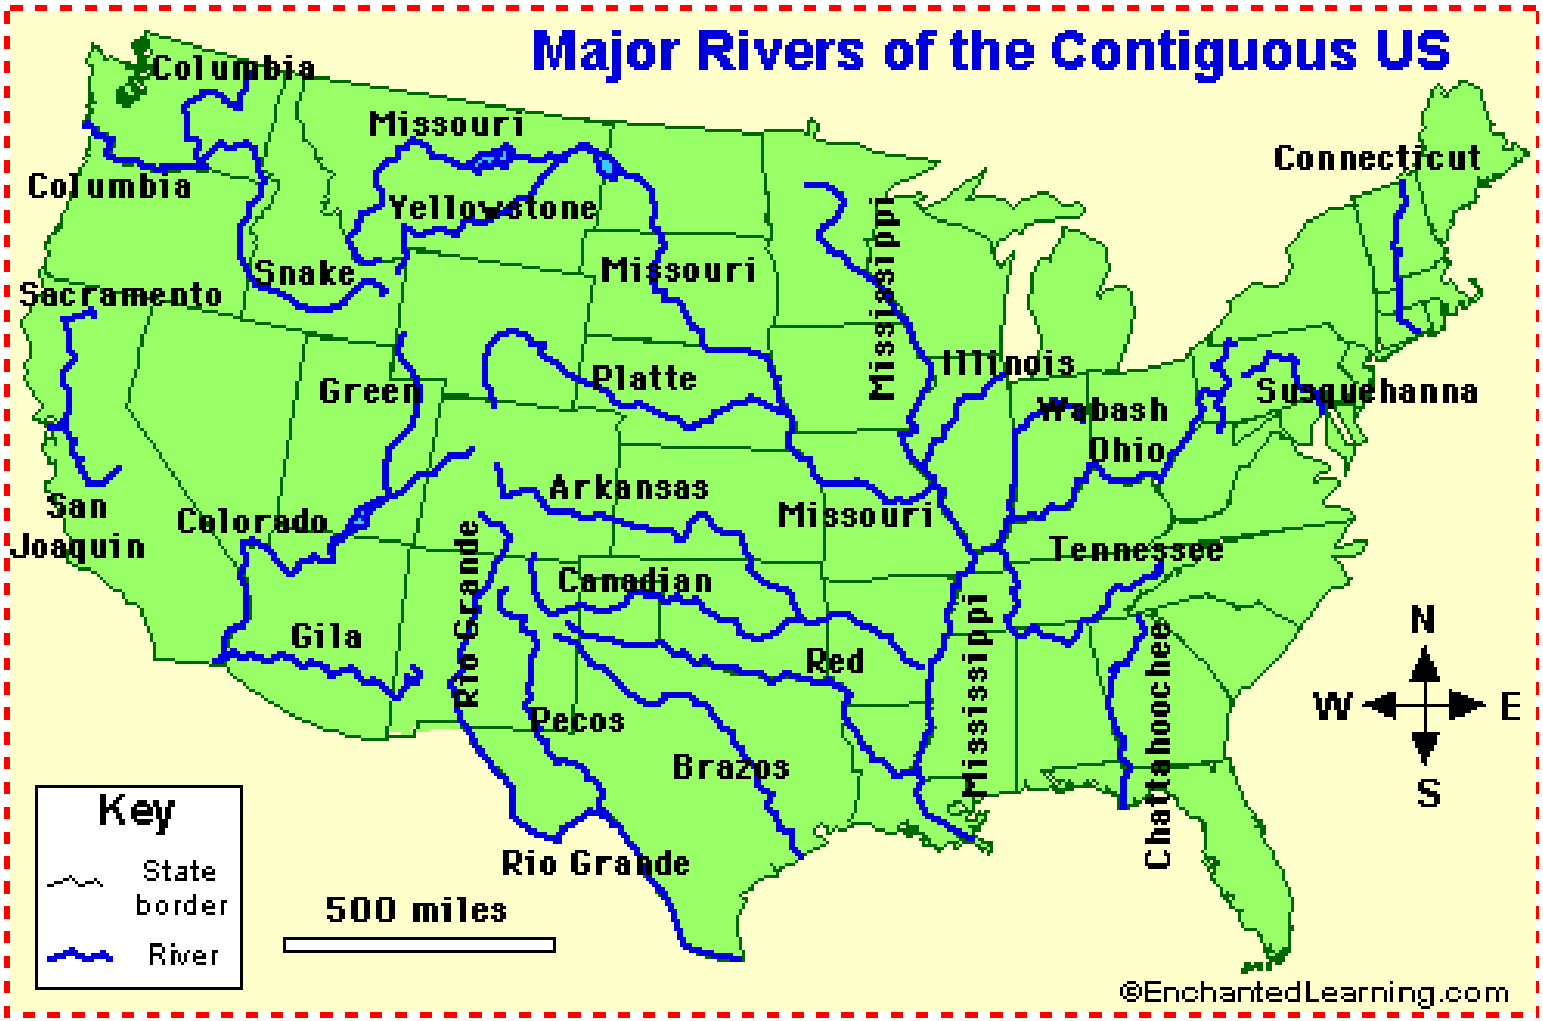 Major Rivers of the Contiguous US
Columbia
Missouri
Connecticut
Columbia
Yellowstone
Mississippi
Snake
Missouri
Sacramento
Illinois
Green
Platte
Susquehanna
Wabash
Ohio
Arkansas
San
Joaquin
Colorado
Missouri
Tennessee
Rio Grande
Canadian
Mississippi
Gila
Red
Chattahoochee
Pecos
Brazos
Rio Grande
N
W
E
S
Key
State
border
River
500 miles
©EnchantedLearning.com